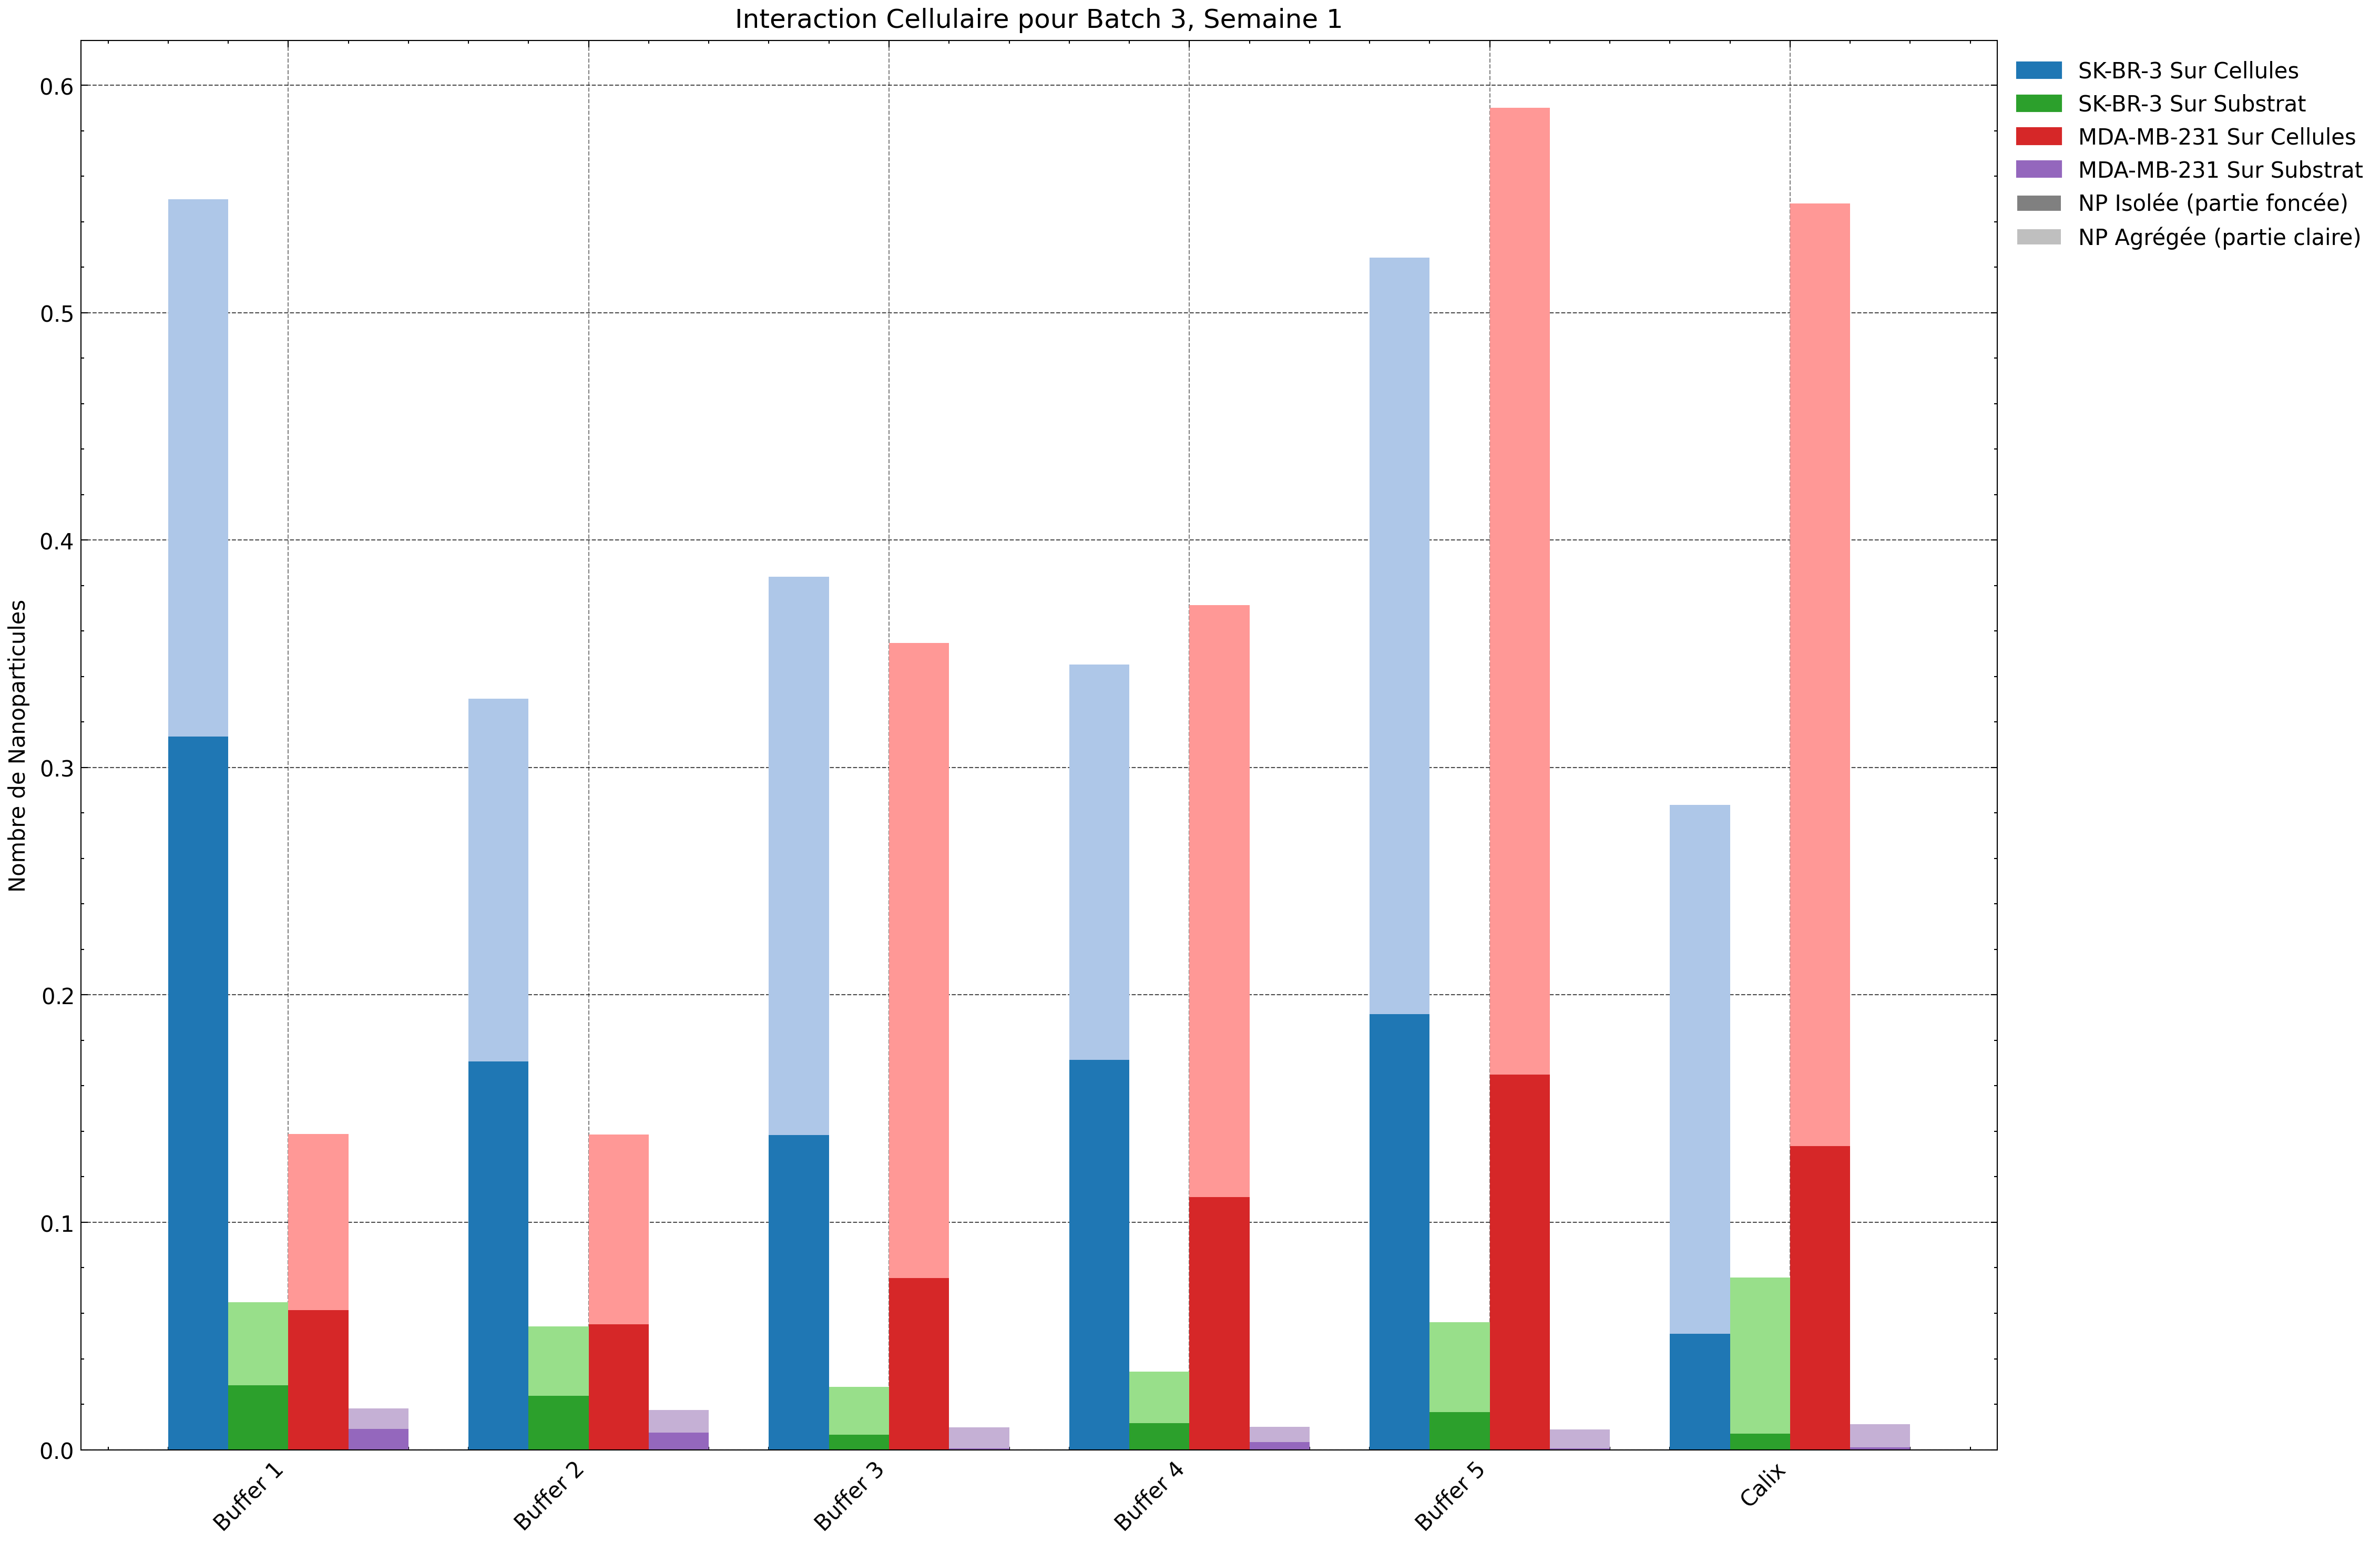 Interaction Cellulaire pour Batch 3, Semaine 1
Nombre de Nanoparticules
0.6
0.5
0.4
0.3
0.2
0.1
0.0
Buffer 1
Buffer 2
Buffer 3
Buffer 4
Buffer 5
Calix
SK-BR-3 Sur Cellules
SK-BR-3 Sur Substrat
MDA-MB-231 Sur Cellules
MDA-MB-231 Sur Substrat
NP Isolée (partie foncée)
NP Agrégée (partie claire)